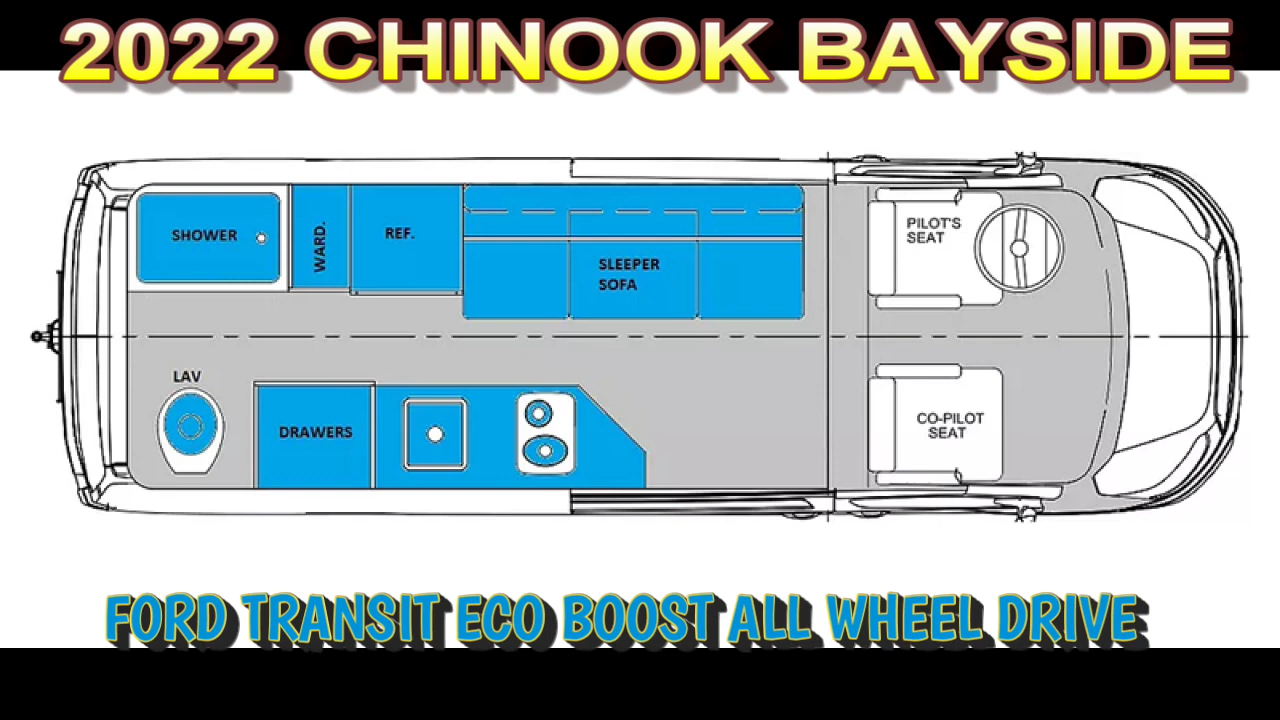 2022 CHINOOK BAYSIDE
SHOWER
WARD.
REF.
SLEEPER
SOFA
PILOT'S
SEAT
LAV
DRAWERS
CO-PILOT
SEAT
FORD TRANSIT ECO BOOST ALL WHEEL DRIVE